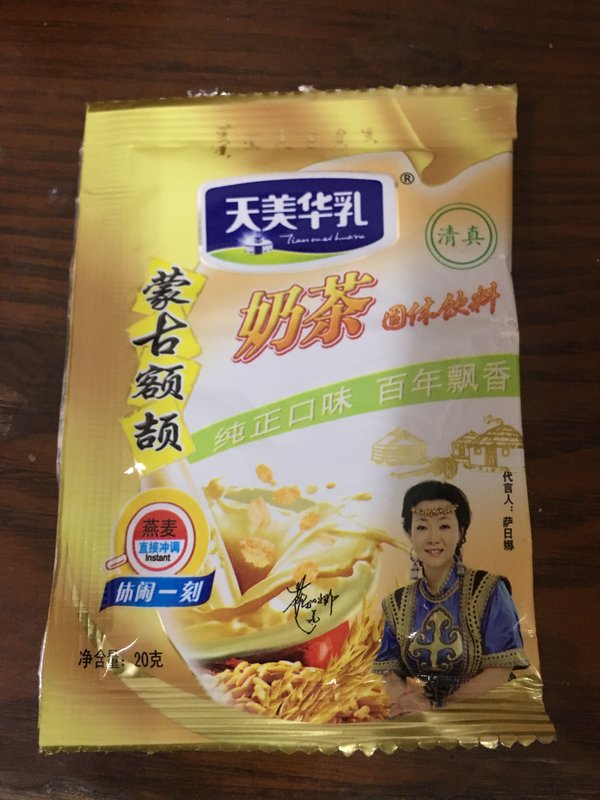 天美华乳
Tianmeihuaru
®
清真
蒙古额颉
奶茶 固体饮料
纯正口味 百年飘香
代言人：萨日娜
燕麦
直接冲调
Instant
休闲一刻
净含量：20克